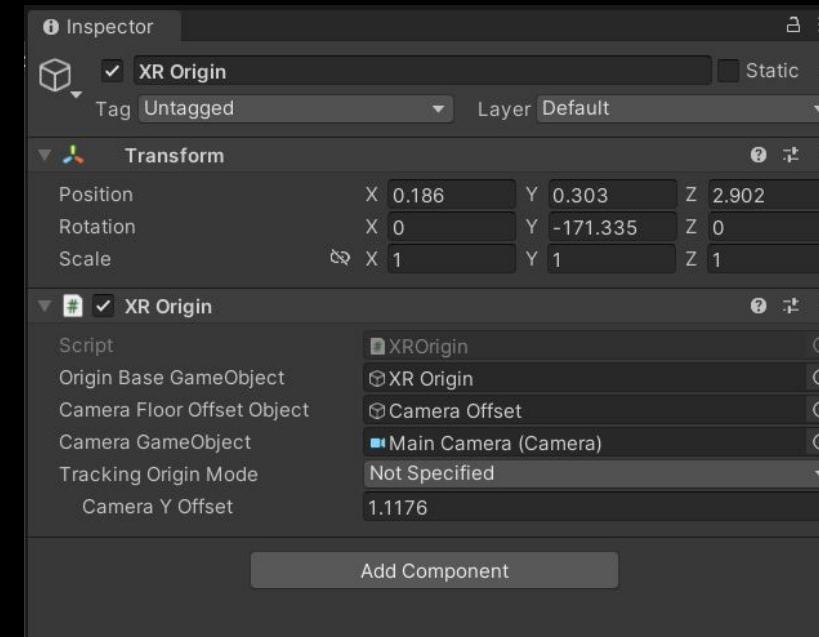 Inspector
XR Origin Static
Tag Untagged Layer Default
Transform
Position X 0.186 Y 0.303 Z 2.902
Rotation X 0 Y -171.335 Z 0
Scale X 1 Y 1 Z 1
# XR Origin
Script # XROrigin
Origin Base GameObject XR Origin
Camera Floor Offset Object Camera Offset
Camera GameObject Main Camera (Camera)
Tracking Origin Mode Not Specified
Camera Y Offset 1.1176
Add Component